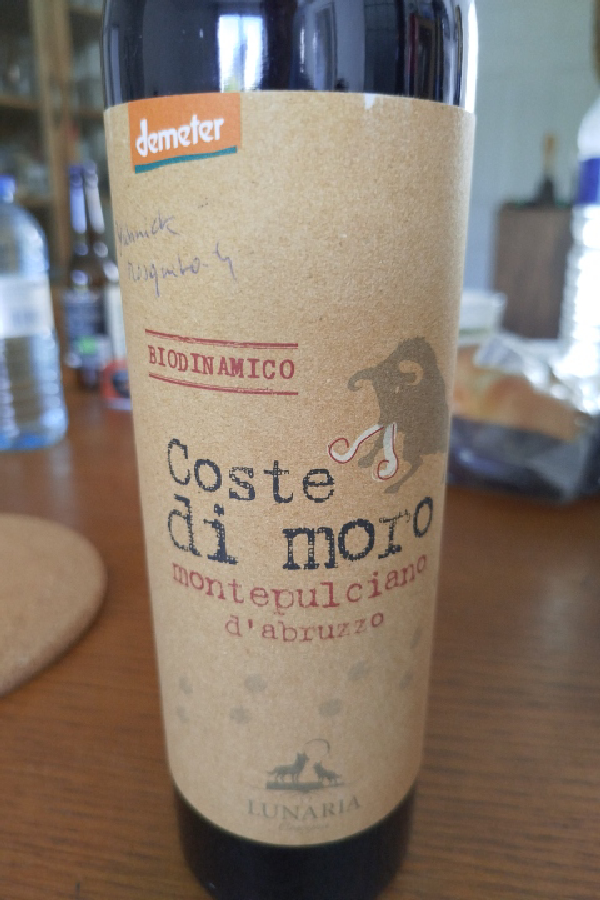 demeter
BIODINAMICO
Coste
di moro
montepulciano
d'abruzzo
LUNARIA